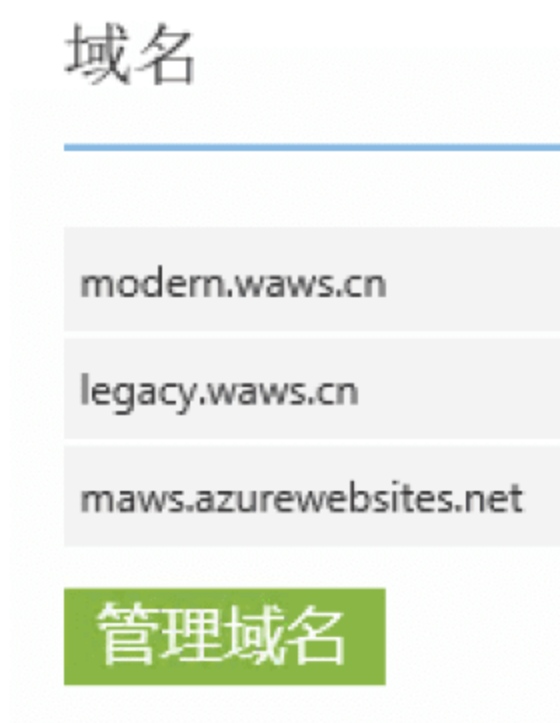 域名
modern.waws.cn
legacy.waws.cn
maws.azurewebsites.net
管理域名